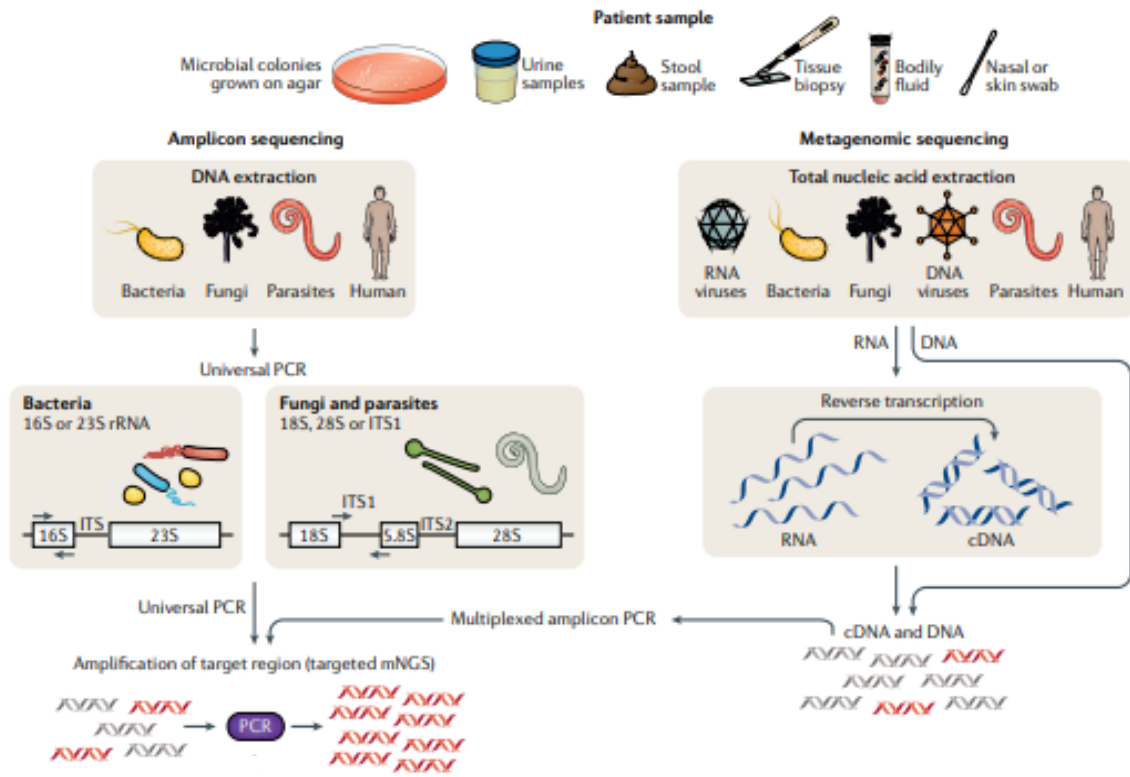 Patient sample
Microbial colonies
grown on agar
Urine
samples
Stool
sample
Tissue
biopsy
Bodily
fluid
Nasal or
skin swab
Amplicon sequencing
DNA extraction
Bacteria
Fungi
Parasites
Human
Universal PCR
Bacteria
16S or 23S rRNA
ITS
16S
23S
Fungi and parasites
18S, 28S or ITS1
ITS1
ITS2
18S
5.8S
28S
Universal PCR
Metagenomic sequencing
Total nucleic acid extraction
RNA
viruses
Bacteria
Fungi
DNA
viruses
Parasites
Human
RNA
DNA
Reverse transcription
RNA
cDNA
Multiplexed amplicon PCR
cDNA and DNA
Amplification of target region (targeted mNGS)
PCR